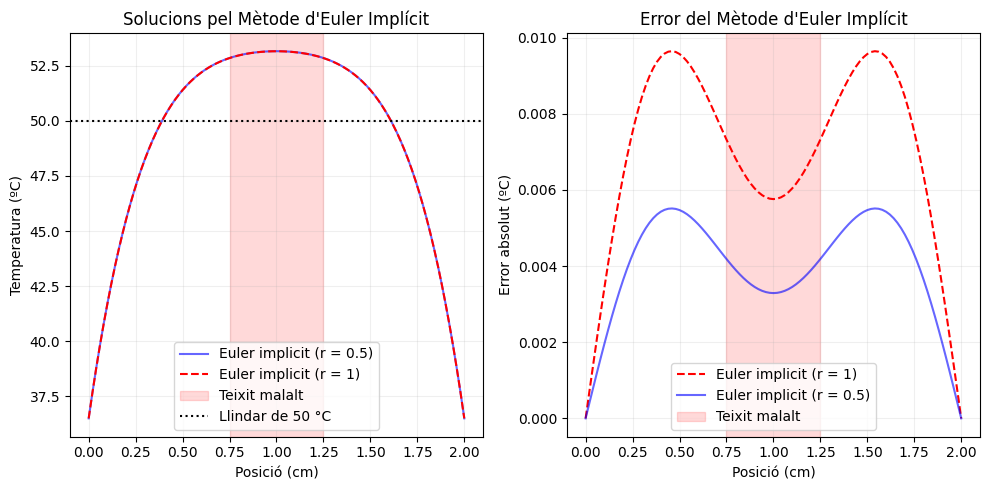 Solucions pel Mètode d'Euler Implícit
Temperatura (ºC)
52.5
50.0
47.5
45.0
42.5
40.0
37.5
Euler implicit (r = 0.5)
Euler implicit (r = 1)
Teixit malalt
Llindar de 50 °C
0.00 0.25 0.50 0.75 1.00 1.25 1.50 1.75 2.00
Posició (cm)
Error del Mètode d'Euler Implícit
Error absolut (ºC)
0.010
0.008
0.006
0.004
0.002
0.000
Euler implicit (r = 1)
Euler implicit (r = 0.5)
Teixit malalt
0.00 0.25 0.50 0.75 1.00 1.25 1.50 1.75 2.00
Posició (cm)